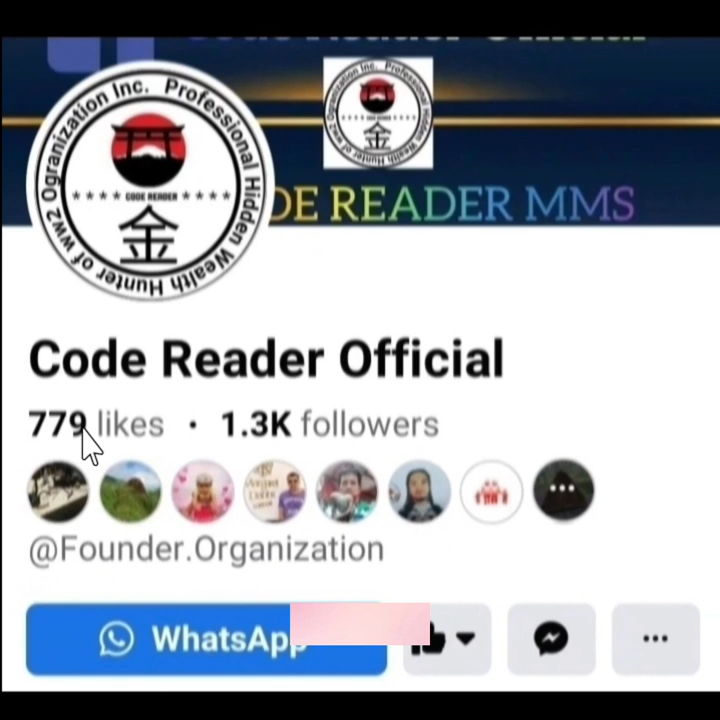 Professional Hidden Wealth Hunter of ww2 Ogranization Inc.
**** CODE READER ****
金
DE READER MMS
Code Reader Official
779 likes • 1.3K followers
@Founder.Organization
WhatsApp